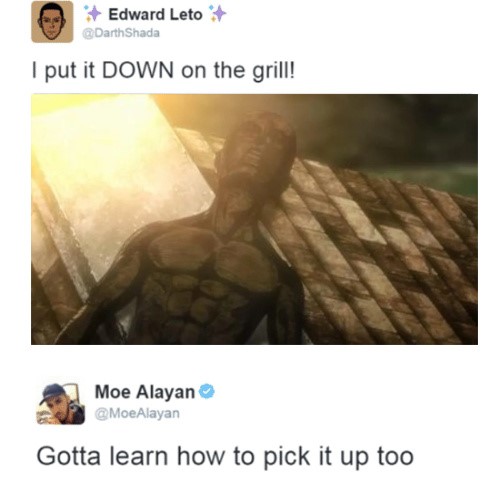 ✨ Edward Leto ✨
@DarthShada
I put it DOWN on the grill!
Moe Alayan
@MoeAlayan
Gotta learn how to pick it up too